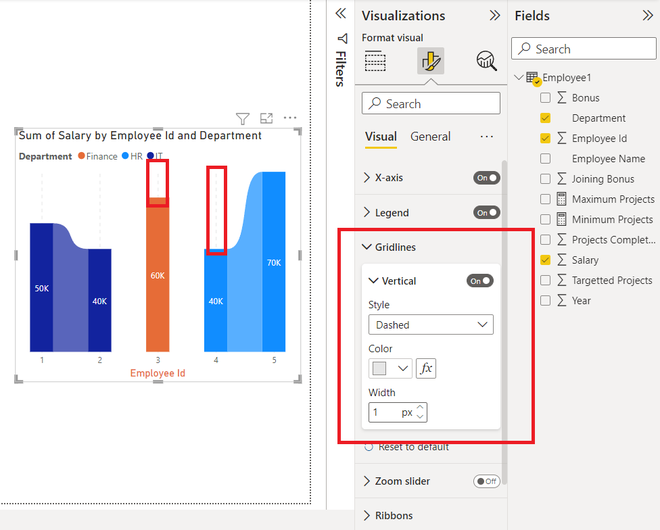 Sum of Salary by Employee Id and Department
Department Finance HR IT
50K
40K
60K
40K
70K
1 2 3 4 5
Employee Id
Filters
Visualizations
Format visual
Search
Visual General
X-axis On
Legend On
Gridlines
Vertical On
Style
Dashed
Color
fx
Width
1 px
Reset to default
Zoom slider Off
Ribbons
Fields
Search
Employee1
Bonus
Department
Employee Id
Employee Name
Joining Bonus
Maximum Projects
Minimum Projects
Projects Complet...
Salary
Targetted Projects
Year